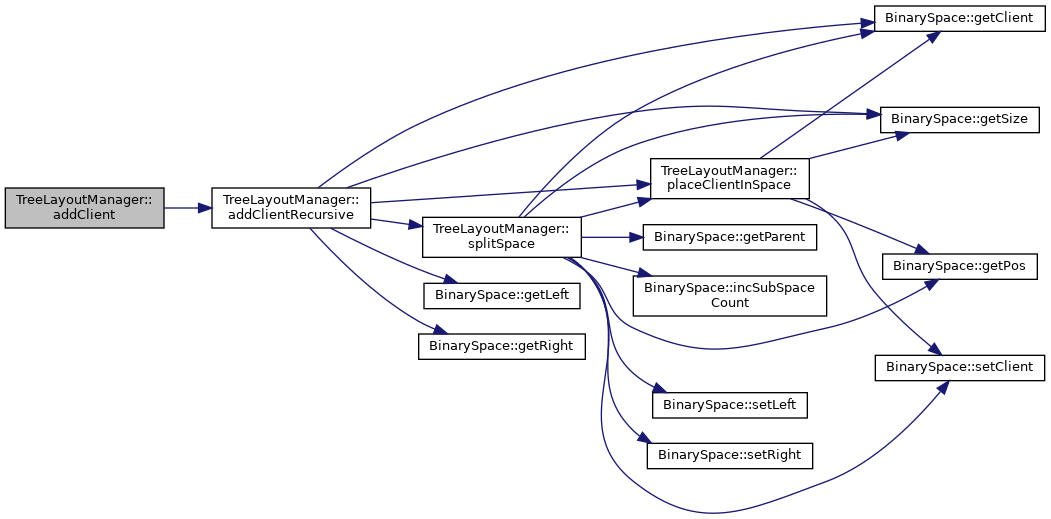 BinarySpace::getClient
BinarySpace::getSize
TreeLayoutManager::
placeClientInSpace
TreeLayoutManager::
addClient
TreeLayoutManager::
addClientRecursive
TreeLayoutManager::
splitSpace
BinarySpace::getParent
BinarySpace::getPos
BinarySpace::getLeft
BinarySpace::incSubSpace
Count
BinarySpace::getRight
BinarySpace::setClient
BinarySpace::setLeft
BinarySpace::setRight